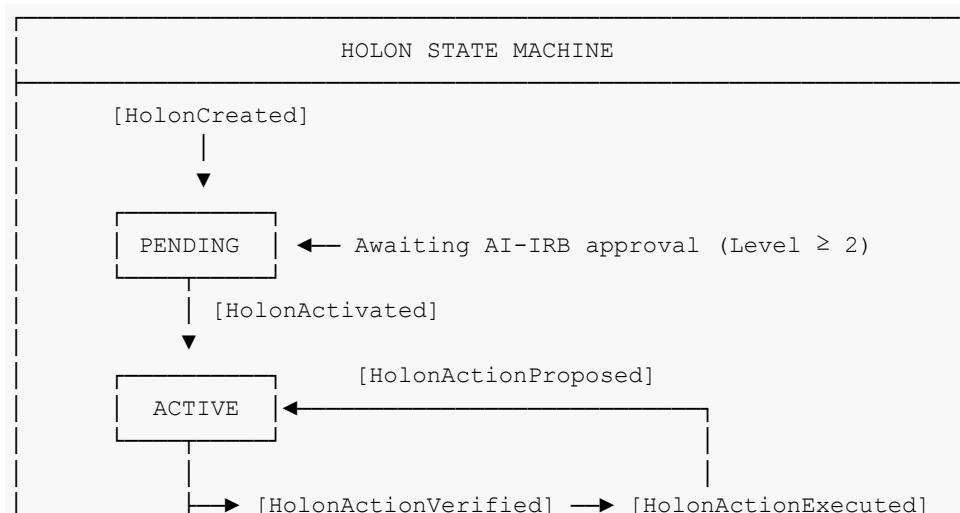 HOLON STATE MACHINE
[HolonCreated]
PENDING ◄── Awaiting AI-IRB approval (Level ≥ 2)
[HolonActivated]
[HolonActionProposed]
ACTIVE
[HolonActionVerified] ──► [HolonActionExecuted]